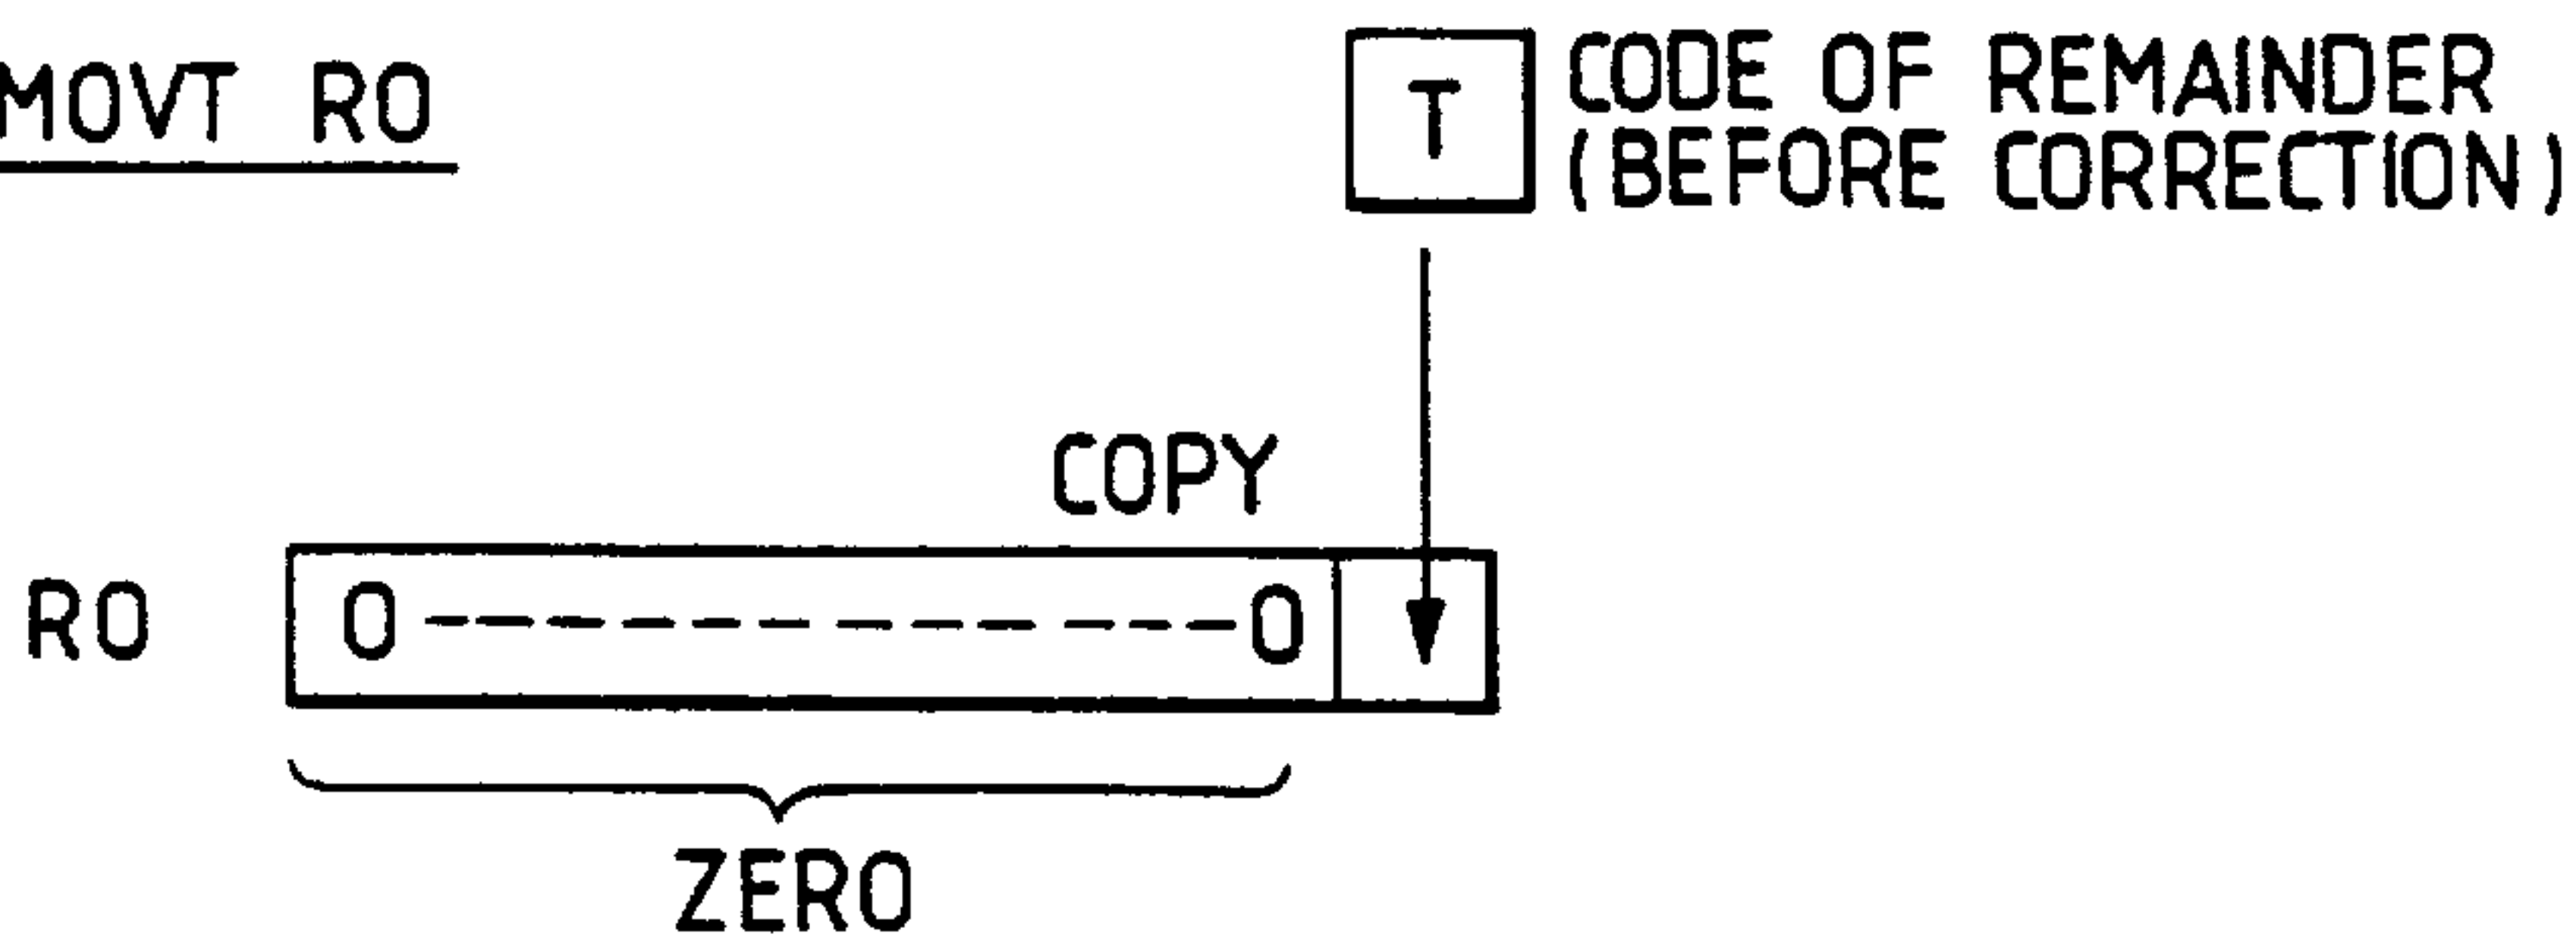 MOVT R0
T CODE OF REMAINDER
(BEFORE CORRECTION)
COPY
R0 0 0
ZERO